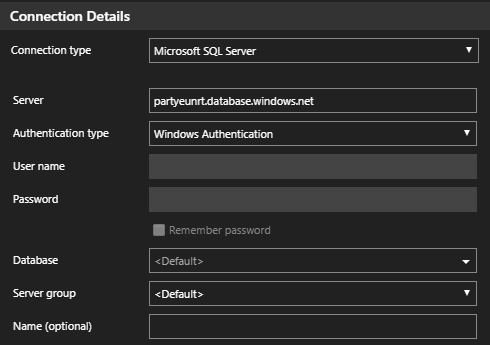 Connection Details
Connection type Microsoft SQL Server
Server partyeunrt.database.windows.net
Authentication type Windows Authentication
User name
Password
Remember password
Database <Default>
Server group <Default>
Name (optional)